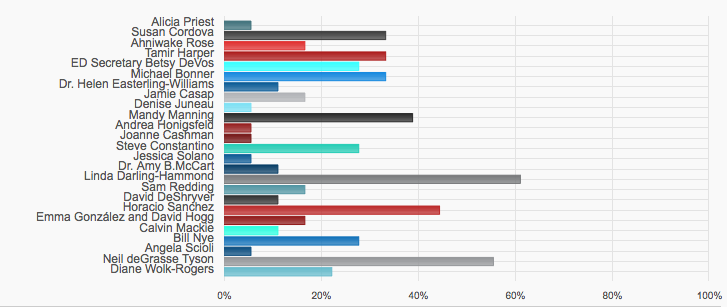 Alicia Priest
Susan Cordova
Ahniwake Rose
Tamir Harper
ED Secretary Betsy DeVos
Michael Bonner
Dr. Helen Easterling-Williams
Jamie Casap
Denise Juneau
Mandy Manning
Andrea Honigsfeld
Joanne Cashman
Steve Constantino
Jessica Solano
Dr. Amy B.McCart
Linda Darling-Hammond
Sam Redding
David DeShryver
Horacio Sanchez
Emma González and David Hogg
Calvin Mackie
Bill Nye
Angela Scioli
Neil deGrasse Tyson
Diane Wolk-Rogers
0% 20% 40% 60% 80% 100%